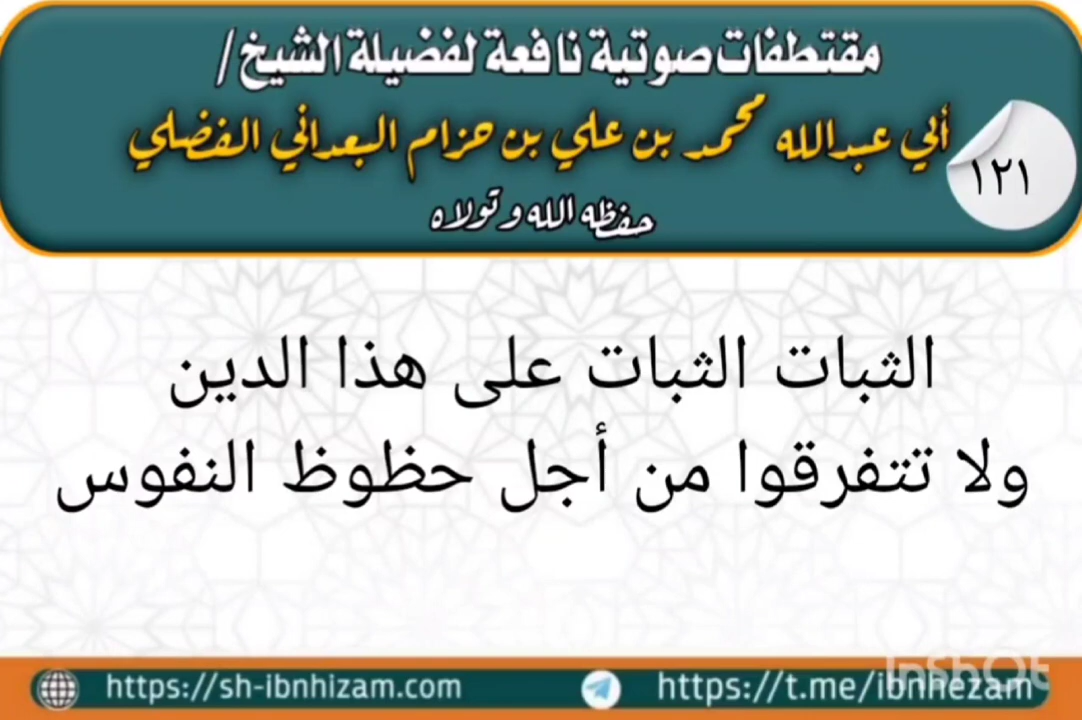 مقتطفات صوتية نافعة لفضيلة الشيخ/
أبي عبدالله محمد بن علي بن حزام البعداني الفضلي
١٢١
حفظه الله وتولاه
الثبات الثبات على هذا الدين
ولا تتفرقوا من أجل حظوظ النفوس
https://sh-ibnhizam.com
https://t.me/ibnhezam
InShOt